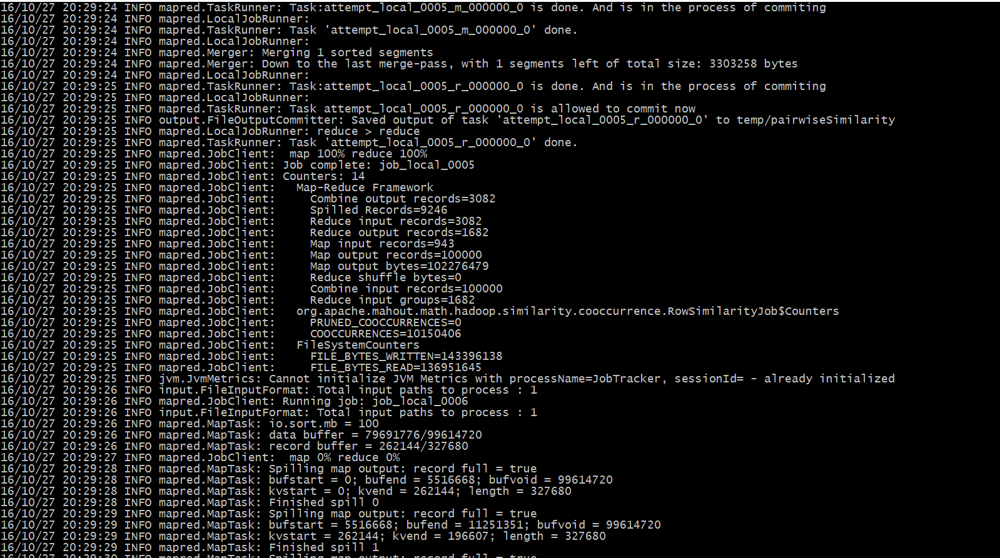 16/10/27 20:29:24 INFO mapred.TaskRunner: Task:attempt_local_0005_m_000000_0 is done. And is in the process of commiting
16/10/27 20:29:24 INFO mapred.LocalJobRunner:
16/10/27 20:29:24 INFO mapred.TaskRunner: Task 'attempt_local_0005_m_000000_0' done.
16/10/27 20:29:24 INFO mapred.LocalJobRunner:
16/10/27 20:29:24 INFO mapred.Merger: Merging 1 sorted segments
16/10/27 20:29:24 INFO mapred.Merger: Down to the last merge-pass, with 1 segments left of total size: 3303258 bytes
16/10/27 20:29:24 INFO mapred.LocalJobRunner:
16/10/27 20:29:25 INFO mapred.TaskRunner: Task:attempt_local_0005_r_000000_0 is done. And is in the process of commiting
16/10/27 20:29:25 INFO mapred.LocalJobRunner:
16/10/27 20:29:25 INFO mapred.TaskRunner: Task attempt_local_0005_r_000000_0 is allowed to commit now
16/10/27 20:29:25 INFO output.FileOutputCommitter: Saved output of task 'attempt_local_0005_r_000000_0' to temp/pairwiseSimilarity
16/10/27 20:29:25 INFO mapred.LocalJobRunner: reduce > reduce
16/10/27 20:29:25 INFO mapred.TaskRunner: Task 'attempt_local_0005_r_000000_0' done.
16/10/27 20:29:25 INFO mapred.JobClient:  map 100% reduce 100%
16/10/27 20:29:25 INFO mapred.JobClient: Job complete: job_local_0005
16/10/27 20:29:25 INFO mapred.JobClient: Counters: 14
16/10/27 20:29:25 INFO mapred.JobClient:   Map-Reduce Framework
16/10/27 20:29:25 INFO mapred.JobClient:     Combine output records=3082
16/10/27 20:29:25 INFO mapred.JobClient:     Spilled Records=9246
16/10/27 20:29:25 INFO mapred.JobClient:     Reduce input records=3082
16/10/27 20:29:25 INFO mapred.JobClient:     Reduce output records=1682
16/10/27 20:29:25 INFO mapred.JobClient:     Map input records=943
16/10/27 20:29:25 INFO mapred.JobClient:     Map output records=100000
16/10/27 20:29:25 INFO mapred.JobClient:     Map output bytes=102276479
16/10/27 20:29:25 INFO mapred.JobClient:     Reduce shuffle bytes=0
16/10/27 20:29:25 INFO mapred.JobClient:     Combine input records=100000
16/10/27 20:29:25 INFO mapred.JobClient:     Reduce input groups=1682
16/10/27 20:29:25 INFO mapred.JobClient:   org.apache.mahout.math.hadoop.similarity.cooccurrence.RowSimilarityJob$Counters
16/10/27 20:29:25 INFO mapred.JobClient:     PRUNED_COOCCURRENCES=0
16/10/27 20:29:25 INFO mapred.JobClient:     COOCCURRENCES=10150406
16/10/27 20:29:25 INFO mapred.JobClient:   FileSystemCounters
16/10/27 20:29:25 INFO mapred.JobClient:     FILE_BYTES_WRITTEN=143396138
16/10/27 20:29:25 INFO mapred.JobClient:     FILE_BYTES_READ=136951645
16/10/27 20:29:25 INFO jvm.JvmMetrics: Cannot initialize JVM Metrics with processName=JobTracker, sessionId= - already initialized
16/10/27 20:29:26 INFO input.FileInputFormat: Total input paths to process : 1
16/10/27 20:29:26 INFO mapred.JobClient: Running job: job_local_0006
16/10/27 20:29:26 INFO input.FileInputFormat: Total input paths to process : 1
16/10/27 20:29:26 INFO mapred.MapTask: io.sort.mb = 100
16/10/27 20:29:26 INFO mapred.MapTask: data buffer = 79691776/99614720
16/10/27 20:29:26 INFO mapred.MapTask: record buffer = 262144/327680
16/10/27 20:29:27 INFO mapred.JobClient:  map 0% reduce 0%
16/10/27 20:29:28 INFO mapred.MapTask: Spilling map output: record full = true
16/10/27 20:29:28 INFO mapred.MapTask: bufstart = 0; bufend = 5516668; bufvoid = 99614720
16/10/27 20:29:28 INFO mapred.MapTask: kvstart = 0; kvend = 262144; length = 327680
16/10/27 20:29:28 INFO mapred.MapTask: Finished spill 0
16/10/27 20:29:29 INFO mapred.MapTask: Spilling map output: record full = true
16/10/27 20:29:29 INFO mapred.MapTask: bufstart = 5516668; bufend = 11251351; bufvoid = 99614720
16/10/27 20:29:29 INFO mapred.MapTask: kvstart = 262144; kvend = 196607; length = 327680
16/10/27 20:29:29 INFO mapred.MapTask: Finished spill 1
16/10/27 20:29:30 INFO mapred.MapTask: Spilling map output: record full = true